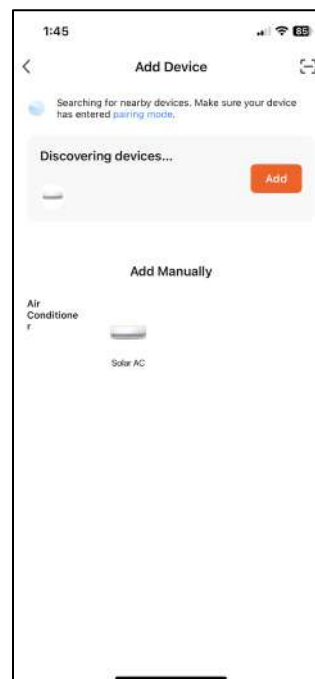 1:45
85
Add Device
Searching for nearby devices. Make sure your device
has entered pairing mode.
Discovering devices...
Add
Add Manually
Air
Conditione
r
Solar AC